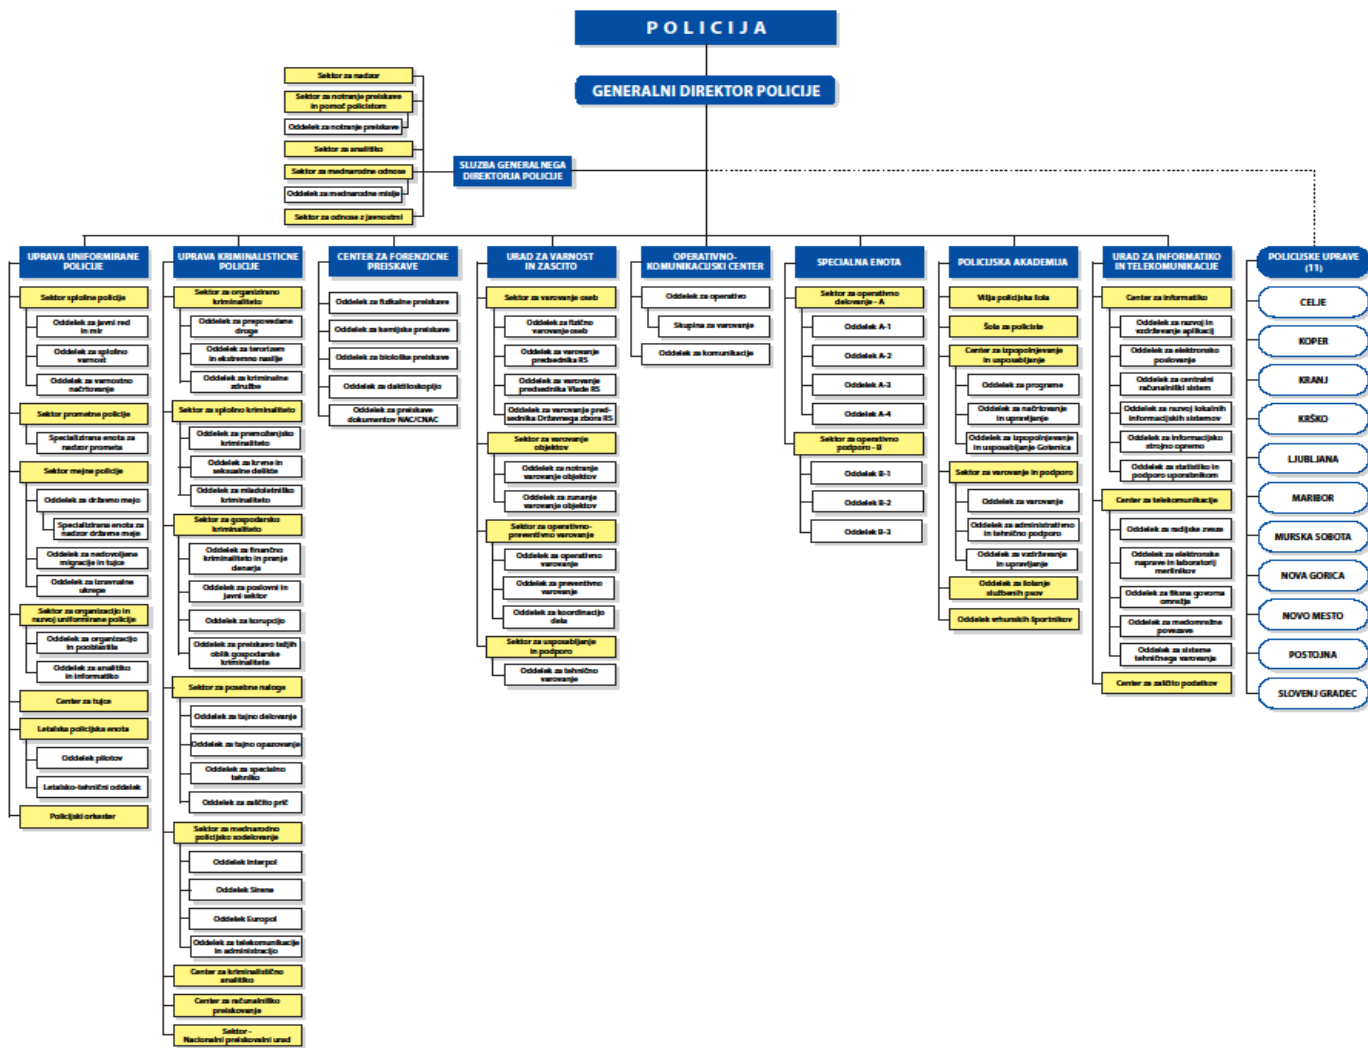 POLICIJA
GENERALNI DIREKTOR POLICIJE
Sektor za nadzor
Sektor za notranje preiskave
in pomoč policistom
Oddelek za notranje preiskave
Sektor za analitiko
Sektor za mednarodne odnose
Oddelek za mednarodne misije
Sektor za odnose z javnostmi
SLUZBA GENERALNEGA
DIREKTORJA POLICIJE
UPRAVA UNIFORMIRANE
POLICIJE
Sektor splošne policije
Oddelek za javni red
in mir
Oddelek za splošno
varnost
Oddelek za varnostno
načrtovanje
Sektor prometne policije
Specializirana enota za
nadzor prometa
Sektor mejne policije
Oddelek za državno mejo
Specializirana enota za
nadzor državne meje
Oddelek za nedovoljene
migracije in tujce
Oddelek za izravnalne
ukrepe
Sektor za organizacijo in
razvoj uniformirane policije
Oddelek za organizacijo
in pooblastila
Oddelek za analitiko
in informatiko
Center za tujce
Letalska policijska enota
Oddelek pilotov
Letalsko-tehnični oddelek
Policijski orkester
UPRAVA KRIMINALISTICNE
POLICIJE
Sektor za organizirano
kriminaliteto
Oddelek za prepovedane
droge
Oddelek za terorizem
in ekstremno nasilje
Oddelek za kriminalne
združbe
Sektor za splošno kriminaliteto
Oddelek za premoženjsko
kriminaliteto
Oddelek za krvne in
seksualne delikte
Oddelek za mladoletniško
kriminaliteto
Sektor za gospodarsko
kriminaliteto
Oddelek za finančno
kriminaliteto in pranje
denarja
Oddelek za poslovni in
javni sektor
Oddelek za korupcijo
Oddelek za preiskavo težjih
oblik gospodarske
kriminalitete
Sektor za posebne naloge
Oddelek za tajno delovanje
Oddelek za tajno opazovanje
Oddelek za specialno
tehniko
Oddelek za zaščito prič
Sektor za mednarodno
policijsko sodelovanje
Oddelek Interpol
Oddelek Sirene
Oddelek Europol
Oddelek za telekomunikacije
in administracijo
Center za kriminalistično
analitiko
Center za računalniško
preiskovanje
Sektor -
Nacionalni preiskovalni urad
CENTER ZA FORENZICNE
PREISKAVE
Oddelek za fizikalne preiskave
Oddelek za kemijske preiskave
Oddelek za biološke preiskave
Oddelek za daktiloskopijo
Oddelek za preiskave
dokumentov NAC/CNAC
URAD ZA VARNOST
IN ZASCITO
Sektor za varovanje oseb
Oddelek za fizično
varovanje oseb
Oddelek za varovanje
predsednika RS
Oddelek za varovanje
predsednika Vlade RS
Oddelek za varovanje pred-
sednika Državnega zbora RS
Sektor za varovanje
objektov
Oddelek za notranje
varovanje objektov
Oddelek za zunanje
varovanje objektov
Sektor za operativno-
preventivno varovanje
Oddelek za operativno
varovanje
Oddelek za preventivno
varovanje
Oddelek za koordinacijo
dela
Sektor za usposabljanje
in podporo
Oddelek za tehnično
varovanje
OPERATIVNO-
KOMUNIKACIJSKI CENTER
Oddelek za operativo
Skupina za varovanje
Oddelek za komunikacije
SPECIALNA ENOTA
Sektor za operativno
delovanje - A
Oddelek A-1
Oddelek A-2
Oddelek A-3
Oddelek A-4
Sektor za operativno
podporo - B
Oddelek B-1
Oddelek B-2
Oddelek B-3
POLICIJSKA AKADEMIJA
Višja policijska šola
Šola za policiste
Center za izpopolnjevanje
in usposabljanje
Oddelek za programe
Oddelek za načrtovanje
in upravljanje
Oddelek za izpopolnjevanje
in usposabljanje Gotenica
Sektor za varovanje in podporo
Oddelek za varovanje
Oddelek za administrativno
in tehnično podporo
Oddelek za vzdrževanje
in upravljanje
Oddelek za šolanje
službenih psov
Oddelek vrhunskih športnikov
URAD ZA INFORMATIKO
IN TELEKOMUNIKACIJE
Center za informatiko
Oddelek za razvoj in
vzdrževanje aplikacij
Oddelek za elektronsko
poslovanje
Oddelek za centralni
računalniški sistem
Oddelek za razvoj lokalnih
informacijskih sistemov
Oddelek za informacijsko
strojno opremo
Oddelek za statistiko in
podporo uporabnikom
Center za telekomunikacije
Oddelek za radijske zveze
Oddelek za elektronske
naprave in laboratorij
merilnikov
Oddelek za fiksna govorna
omrežja
Oddelek za medomrežne
povezave
Oddelek za sisteme
tehničnega varovanja
Center za zaščito podatkov
POLICIJSKE UPRAVE
(11)
CELJE
KOPER
KRANJ
KRŠKO
LJUBLJANA
MARIBOR
MURSKA SOBOTA
NOVA GORICA
NOVO MESTO
POSTOJNA
SLOVENJ GRADEC